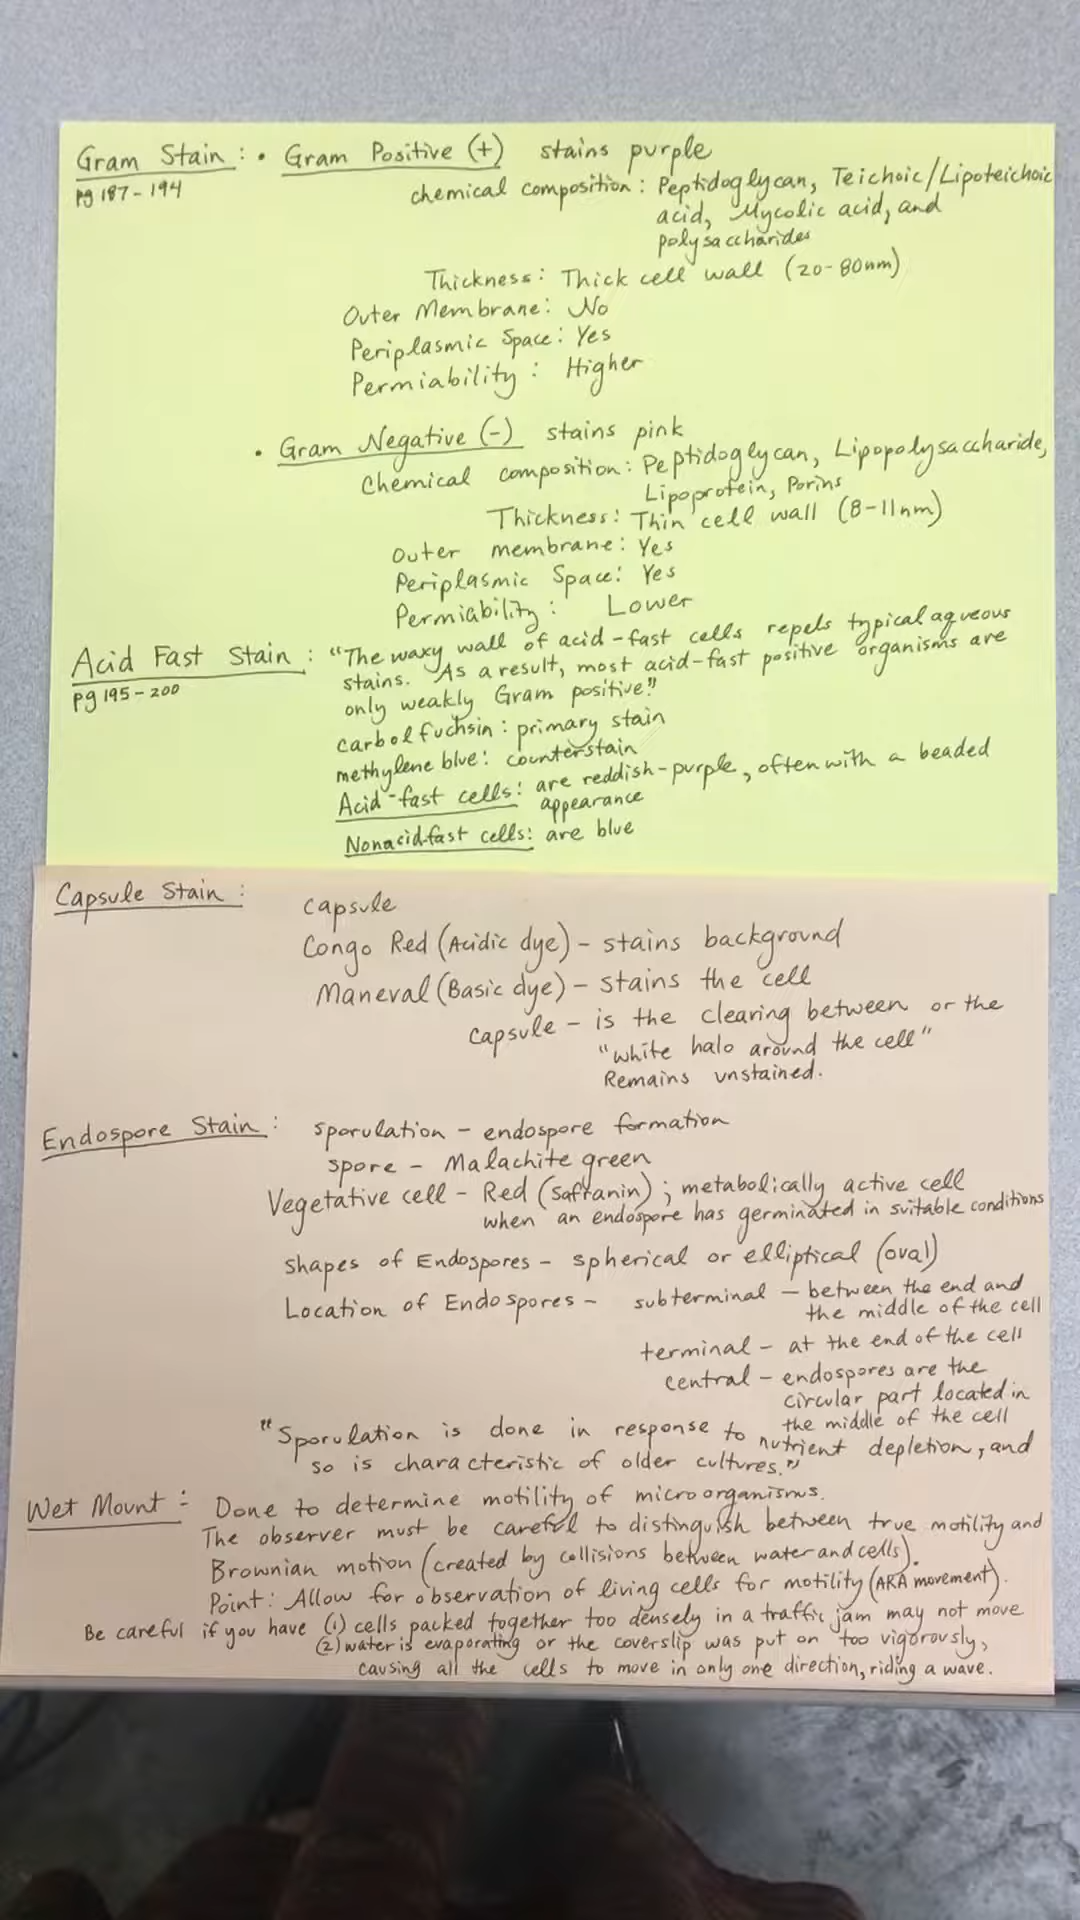 Gram Stain : • Gram Positive (+) stains purple
pg 187-194
chemical composition : Peptidoglycan, Teichoic/Lipoteichoic
acid, Mycolic acid, and
polysaccharides
Thickness: Thick cell wall (20-80nm)
Outer Membrane: No
Periplasmic Space: Yes
Permiability : Higher
• Gram Negative (-) stains pink
Chemical composition : Peptidoglycan, Lipopolysaccharide,
Lipoprotein, Porins
Thickness: Thin cell wall (8-11nm)
Outer membrane: Yes
Periplasmic Space: Yes
Permiability : Lower
Acid Fast Stain : "The waxy wall of acid-fast cells repels typical aqueous
pg 195-200
stains. As a result, most acid-fast positive organisms are
only weakly Gram positive."
carbolfuchsin : primary stain
methylene blue: counterstain
Acid-fast cells: are reddish-purple, often with a beaded
appearance
Nonacidfast cells: are blue
Capsule Stain :
capsule
Congo Red (Acidic dye) - stains background
Maneval (Basic dye) - stains the cell
capsule - is the clearing between or the
"white halo around the cell"
Remains unstained.
Endospore Stain : sporulation - endospore formation
spore - Malachite green
Vegetative cell - Red (Saftanin) ; metabolically active cell
when an endospore has germinated in suitable conditions
shapes of Endospores - spherical or elliptical (oval)
Location of Endospores - subterminal - between the end and
the middle of the cell
terminal - at the end of the cell
central - endospores are the
circular part located in
the middle of the cell
"Sporulation is done in response to nutrient depletion, and
so is characteristic of older cultures."
Wet Mount : Done to determine motility of microorganisms.
The observer must be careful to distinguish between true motility and
Brownian motion (created by collisions between water and cells).
Point: Allow for observation of living cells for motility (AKA movement).
Be careful if you have (1) cells packed together too densely in a traffic jam may not move
(2) water is evaporating or the coverslip was put on too vigorously,
causing all the cells to move in only one direction, riding a wave.